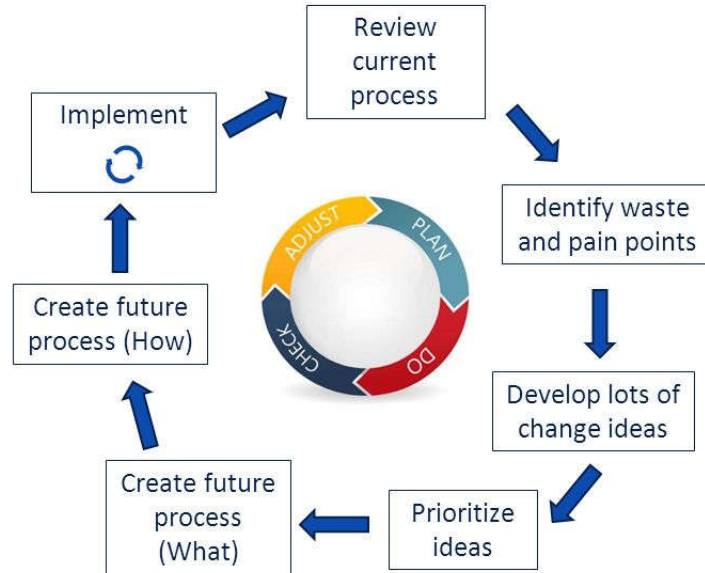 Review
current
process
Identify waste
and pain points
Develop lots of
change ideas
Prioritize
ideas
Create future
process
(What)
Create future
process (How)
Implement
PLAN
DO
CHECK
ADJUST